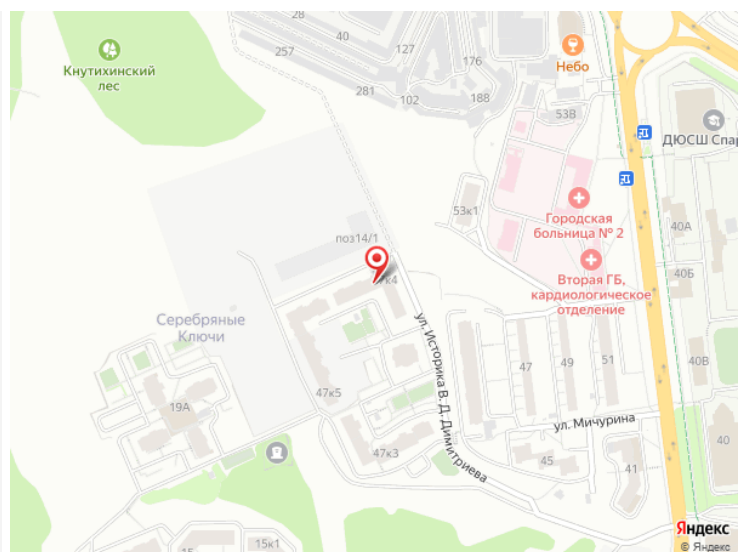 28
40
127
257
Кнутихинский
лес
176
Небо
281
102
188
53В
ДЮСШ Спар
53к1
Городская
больница № 2
40А
поз14/1
Вторая ГБ,
кардиологическое
отделение
40Б
к4
Серебряные
Ключи
ул. Историка В. Д. Димитриева
47
49
51
40В
47к5
19А
ул. Мичурина
47к3
45
41
40
15
15к1
Яндекс
© Яндекс